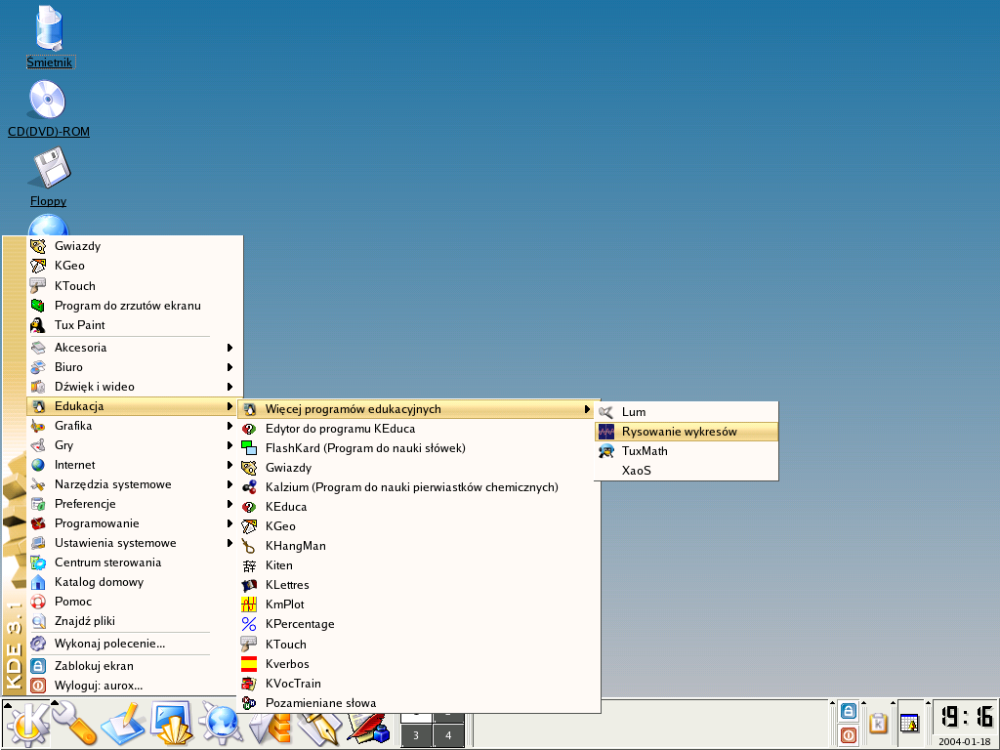 Śmietnik
CD(DVD)-ROM
Floppy
Gwiazdy
KGeo
KTouch
Program do zrzutów ekranu
Tux Paint
Akcesoria
Biuro
Dźwięk i wideo
Edukacja
Grafika
Gry
Internet
Narzędzia systemowe
Preferencje
Programowanie
Ustawienia systemowe
Centrum sterowania
Katalog domowy
Pomoc
Znajdź pliki
Wykonaj polecenie...
Zablokuj ekran
Wyloguj: aurox...
KDE 3.1
Więcej programów edukacyjnych
Edytor do programu KEduca
FlashKard (Program do nauki słówek)
Gwiazdy
Kalzium (Program do nauki pierwiastków chemicznych)
KEduca
KGeo
KHangMan
Kiten
KLettres
KmPlot
KPercentage
KTouch
Kverbos
KVocTrain
Pozamieniane słowa
Lum
Rysowanie wykresów
TuxMath
XaoS
3 4
19:16
2004-01-18